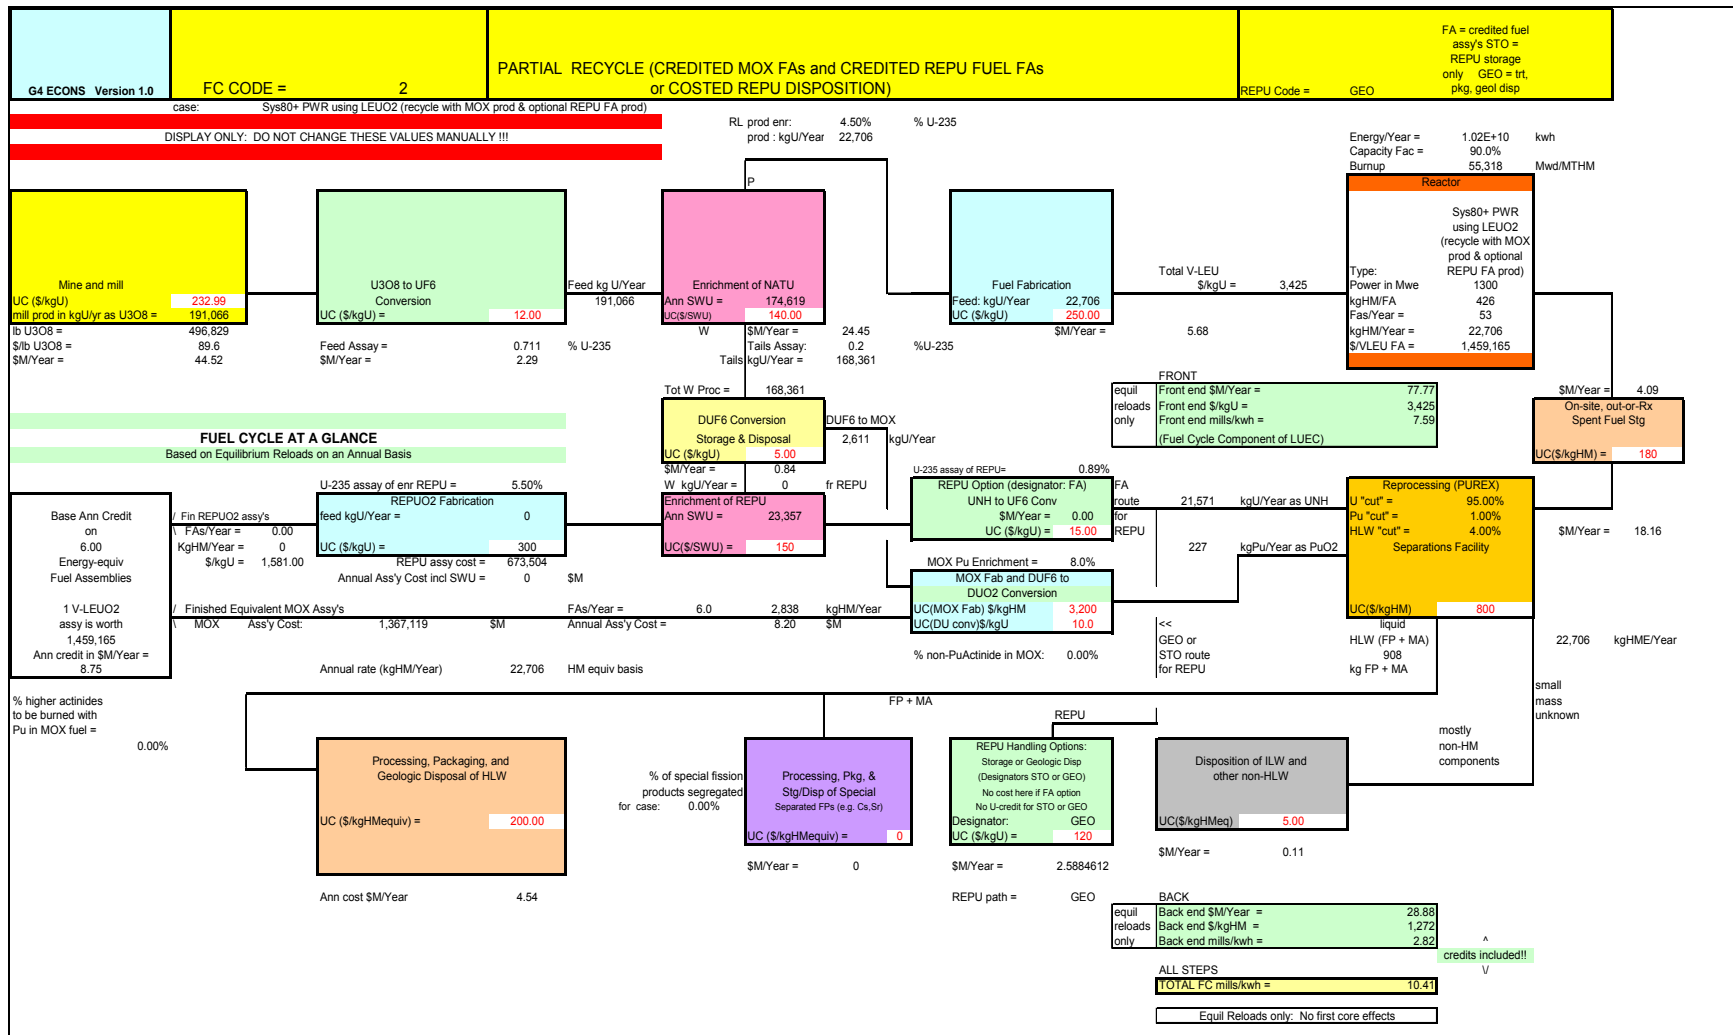 FA = credited fuel
assy's STO =
REPU storage
only GEO = trt,
pkg, geol disp
PARTIAL RECYCLE (CREDITED MOX FAs and CREDITED REPU FUEL FAs
or COSTED REPU DISPOSITION)
G4 ECONS Version 1.0
FC CODE = 2
REPU Code = GEO
case: Sys80+ PWR using LEUO2 (recycle with MOX prod & optional REPU FA prod)
DISPLAY ONLY: DO NOT CHANGE THESE VALUES MANUALLY !!!
RL prod enr: 4.50% % U-235
prod : kgU/Year 22,706
Energy/Year = 1.02E+10 kwh
Capacity Fac = 90.0%
Burnup 55,318 Mwd/MTHM
P
Mine and mill
UC ($/kgU) 232.99
mill prod in kgU/yr as U3O8 = 191,066
lb U3O8 = 496,829
$/lb U3O8 = 89.6
$M/Year = 44.52
U3O8 to UF6
Conversion
UC ($/kgU) = 12.00
Feed Assay = 0.711 % U-235
$M/Year = 2.29
Feed kg U/Year
191,066
Enrichment of NATU
Ann SWU = 174,619
UC($/SWU) 140.00
W $M/Year = 24.45
Tails Assay: 0.2 %U-235
Tails kgU/Year = 168,361
Fuel Fabrication
Feed: kgU/Year 22,706
UC ($/kgU) 250.00
$M/Year = 5.68
Total V-LEU
$/kgU = 3,425
Reactor
Sys80+ PWR
using LEUO2
(recycle with MOX
prod & optional
Type: REPU FA prod)
Power in Mwe 1300
kgHM/FA 426
Fas/Year = 53
kgHM/Year = 22,706
$/VLEU FA = 1,459,165
Tot W Proc = 168,361
DUF6 Conversion
Storage & Disposal
UC ($/kgU) 5.00
$M/Year = 0.84
W kgU/Year = 0 fr REPU
DUF6 to MOX
2,611 kgU/Year
FRONT
equil
reloads
only
Front end $M/Year = 77.77
Front end $/kgU = 3,425
Front end mills/kwh = 7.59
(Fuel Cycle Component of LUEC)
$M/Year = 4.09
On-site, out-or-Rx
Spent Fuel Stg
UC($/kgHM) = 180
FUEL CYCLE AT A GLANCE
Based on Equilibrium Reloads on an Annual Basis
Base Ann Credit
on
6.00
Energy-equiv
Fuel Assemblies
1 V-LEUO2
assy is worth
1,459,165
Ann credit in $M/Year =
8.75
/ Fin REPUO2 assy's
\ FAs/Year = 0.00
KgHM/Year = 0
$/kgU = 1,581.00
U-235 assay of enr REPU = 5.50%
REPUO2 Fabrication
feed kgU/Year = 0
UC ($/kgU) = 300
REPU assy cost = 673,504
Annual Ass'y Cost incl SWU = 0 $M
Enrichment of REPU
Ann SWU = 23,357
UC($/SWU) = 150
U-235 assay of REPU= 0.89%
REPU Option (designator: FA)
UNH to UF6 Conv
$M/Year = 0.00
UC ($/kgU) = 15.00
FA
route
for
REPU
21,571 kgU/Year as UNH
227 kgPu/Year as PuO2
Reprocessing (PUREX)
U "cut" = 95.00%
Pu "cut" = 1.00%
HLW "cut" = 4.00%
Separations Facility
UC($/kgHM) 800
$M/Year = 18.16
/ Finished Equivalent MOX Assy's
\ MOX Ass'y Cost: 1,367,119 $M
FAs/Year = 6.0 2,838 kgHM/Year
Annual Ass'y Cost = 8.20 $M
MOX Pu Enrichment = 8.0%
MOX Fab and DUF6 to
DUO2 Conversion
UC(MOX Fab) $/kgHM 3,200
UC(DU conv)$/kgU 10.0
% non-PuActinide in MOX: 0.00%
<<
GEO or
STO route
for REPU
liquid
HLW (FP + MA)
908
kg FP + MA
22,706 kgHME/Year
Annual rate (kgHM/Year) 22,706 HM equiv basis
% higher actinides
to be burned with
Pu in MOX fuel =
0.00%
FP + MA
REPU
small
mass
unknown
mostly
non-HM
components
Processing, Packaging, and
Geologic Disposal of HLW
UC ($/kgHMequiv) = 200.00
Ann cost $M/Year 4.54
% of special fission
products segregated
for case: 0.00%
Processing, Pkg, &
Stg/Disp of Special
Separated FPs (e.g. Cs,Sr)
UC ($/kgHMequiv) = 0
$M/Year = 0
REPU Handling Options:
Storage or Geologic Disp
(Designators STO or GEO)
No cost here if FA option
No U-credit for STO or GEO
Designator: GEO
UC ($/kgU) = 120
$M/Year = 2.5884612
REPU path = GEO
Disposition of ILW and
other non-HLW
UC($/kgHMeq) 5.00
$M/Year = 0.11
BACK
equil
reloads
only
Back end $M/Year = 28.88
Back end $/kgHM = 1,272
Back end mills/kwh = 2.82
^
credits included!!
\/
ALL STEPS
TOTAL FC mills/kwh = 10.41
Equil Reloads only: No first core effects